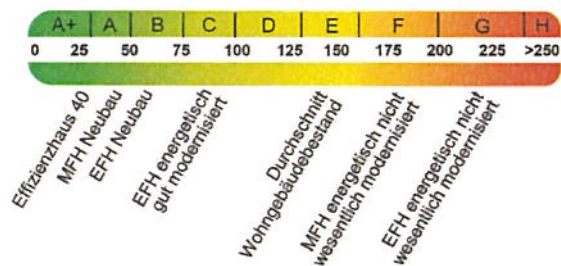 A+ A B C D E F G H
0 25 50 75 100 125 150 175 200 225 >250
Effizienzhaus 40
MFH Neubau
EFH Neubau
EFH energetisch
gut modernisiert
Durchschnitt
Wohngebäudebestand
MFH energetisch nicht
wesentlich modernisiert
EFH energetisch nicht
wesentlich modernisiert